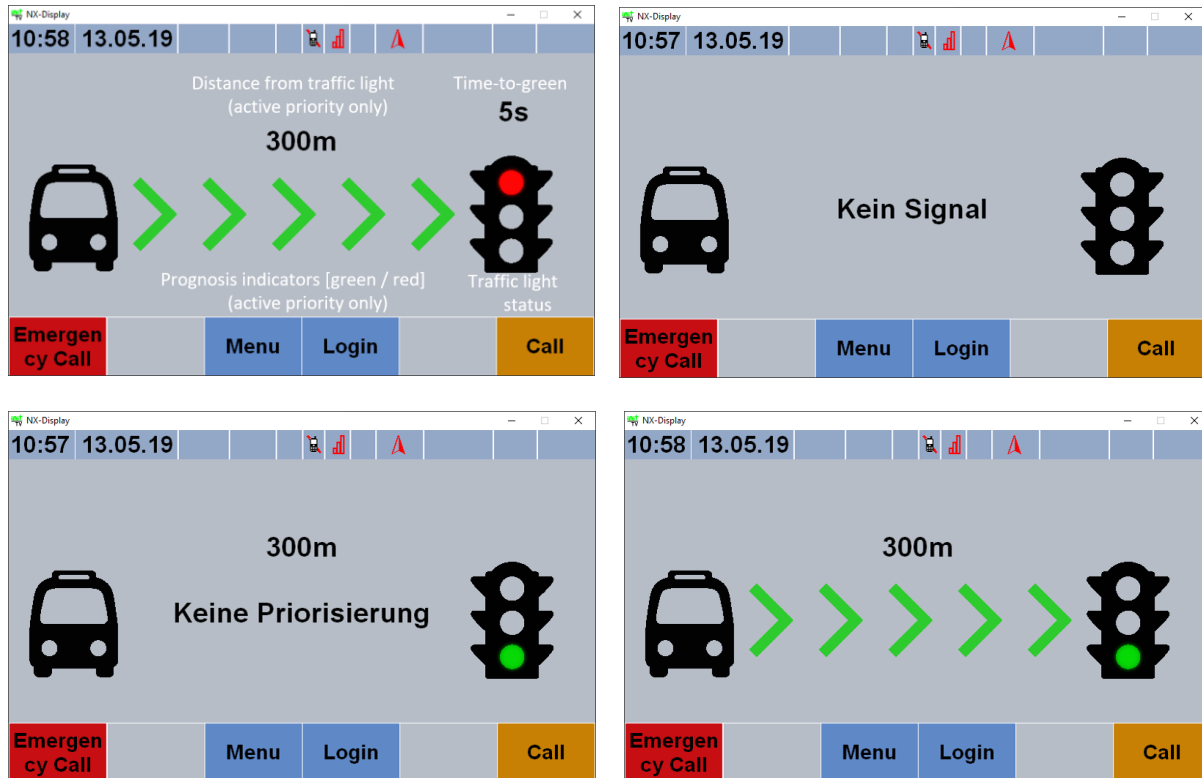 NX-Display
10:58 13.05.19
Distance from traffic light
(active priority only)
Time-to-green
5s
300m
Prognosis indicators [green / red]
(active priority only)
Traffic light
status
Emergen
cy Call
Menu
Login
Call
NX-Display
10:57 13.05.19
Kein Signal
Emergen
cy Call
Menu
Login
Call
NX-Display
10:57 13.05.19
300m
Keine Priorisierung
Emergen
cy Call
Menu
Login
Call
NX-Display
10:58 13.05.19
300m
Emergen
cy Call
Menu
Login
Call